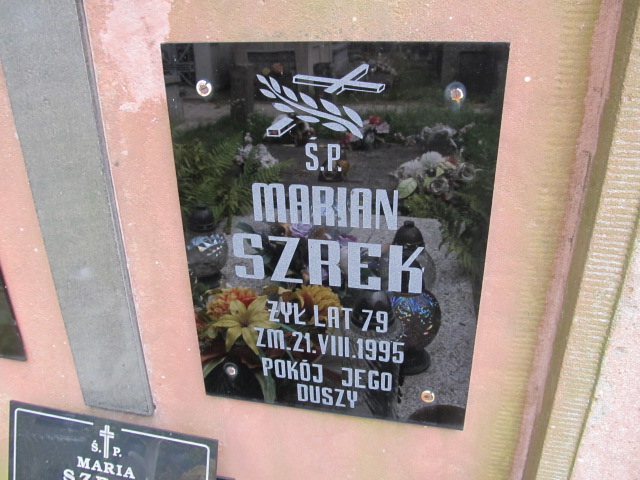 Ś.P.
MARIAN
SZREK
ŻYŁ LAT 79
ZM.21.VIII.1995
POKÓJ JEGO
DUSZY
Ś. P.
MARIA